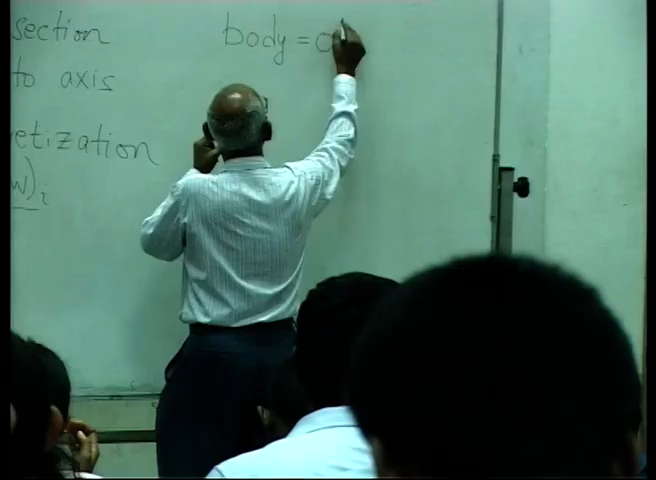 section
to axis
etization
w)i
body =